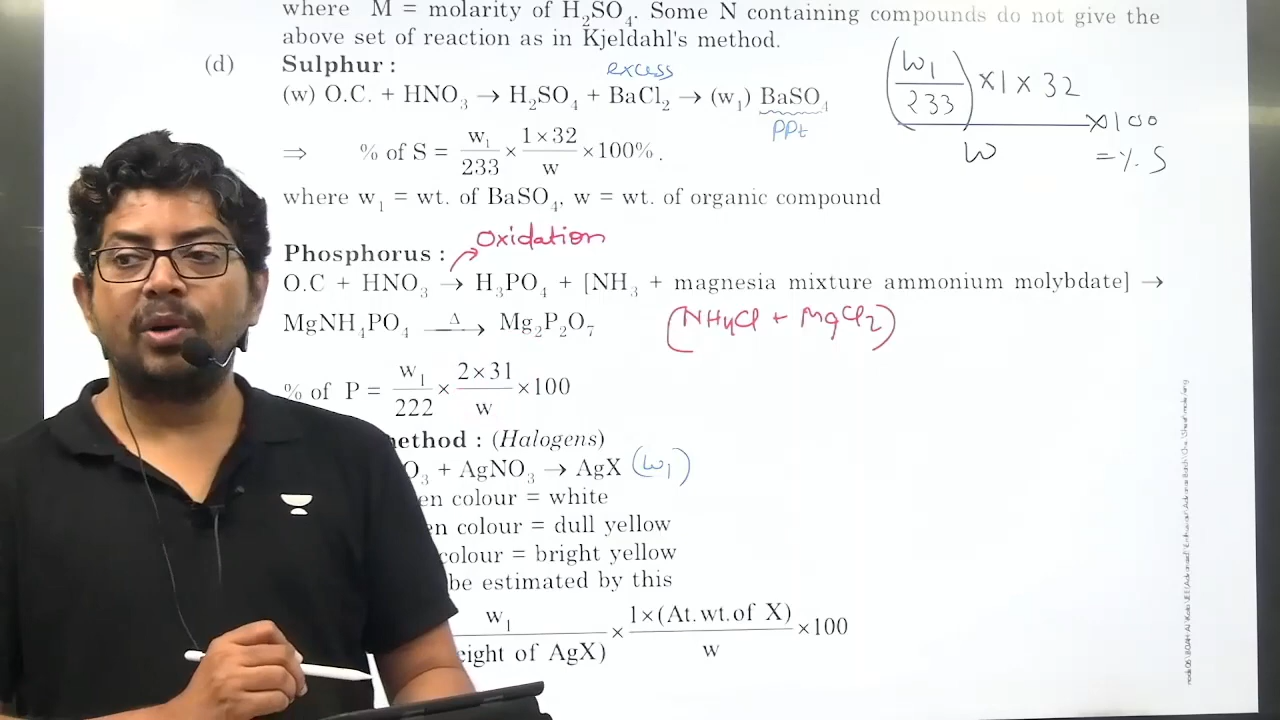 where M = molarity of H₂SO₄. Some N containing compounds do not give the
above set of reaction as in Kjeldahl's method.
(d) Sulphur :
excess
(w) O.C. + HNO₃ → H₂SO₄ + BaCl₂ → (w₁) BaSO₄
ppt
⇒ % of S = w₁/233 × 1×32/w ×100%.
(w₁/233) ×1×32/w ×100
=% S
where w₁ = wt. of BaSO₄, w = wt. of organic compound
Oxidation
Phosphorus :
O.C + HNO₃ → H₃PO₄ + [NH₃ + magnesia mixture ammonium molybdate] →
MgNH₄PO₄ —Δ→ Mg₂P₂O₇
(NH₄Cl + MgCl₂)
% of P = w₁/222 × 2×31/w ×100
ethod : (Halogens)
O₃ + AgNO₃ → AgX (w₁)
en colour = white
en colour = dull yellow
colour = bright yellow
be estimated by this
w₁/eight of AgX) × 1×(At.wt.of X)/w ×100